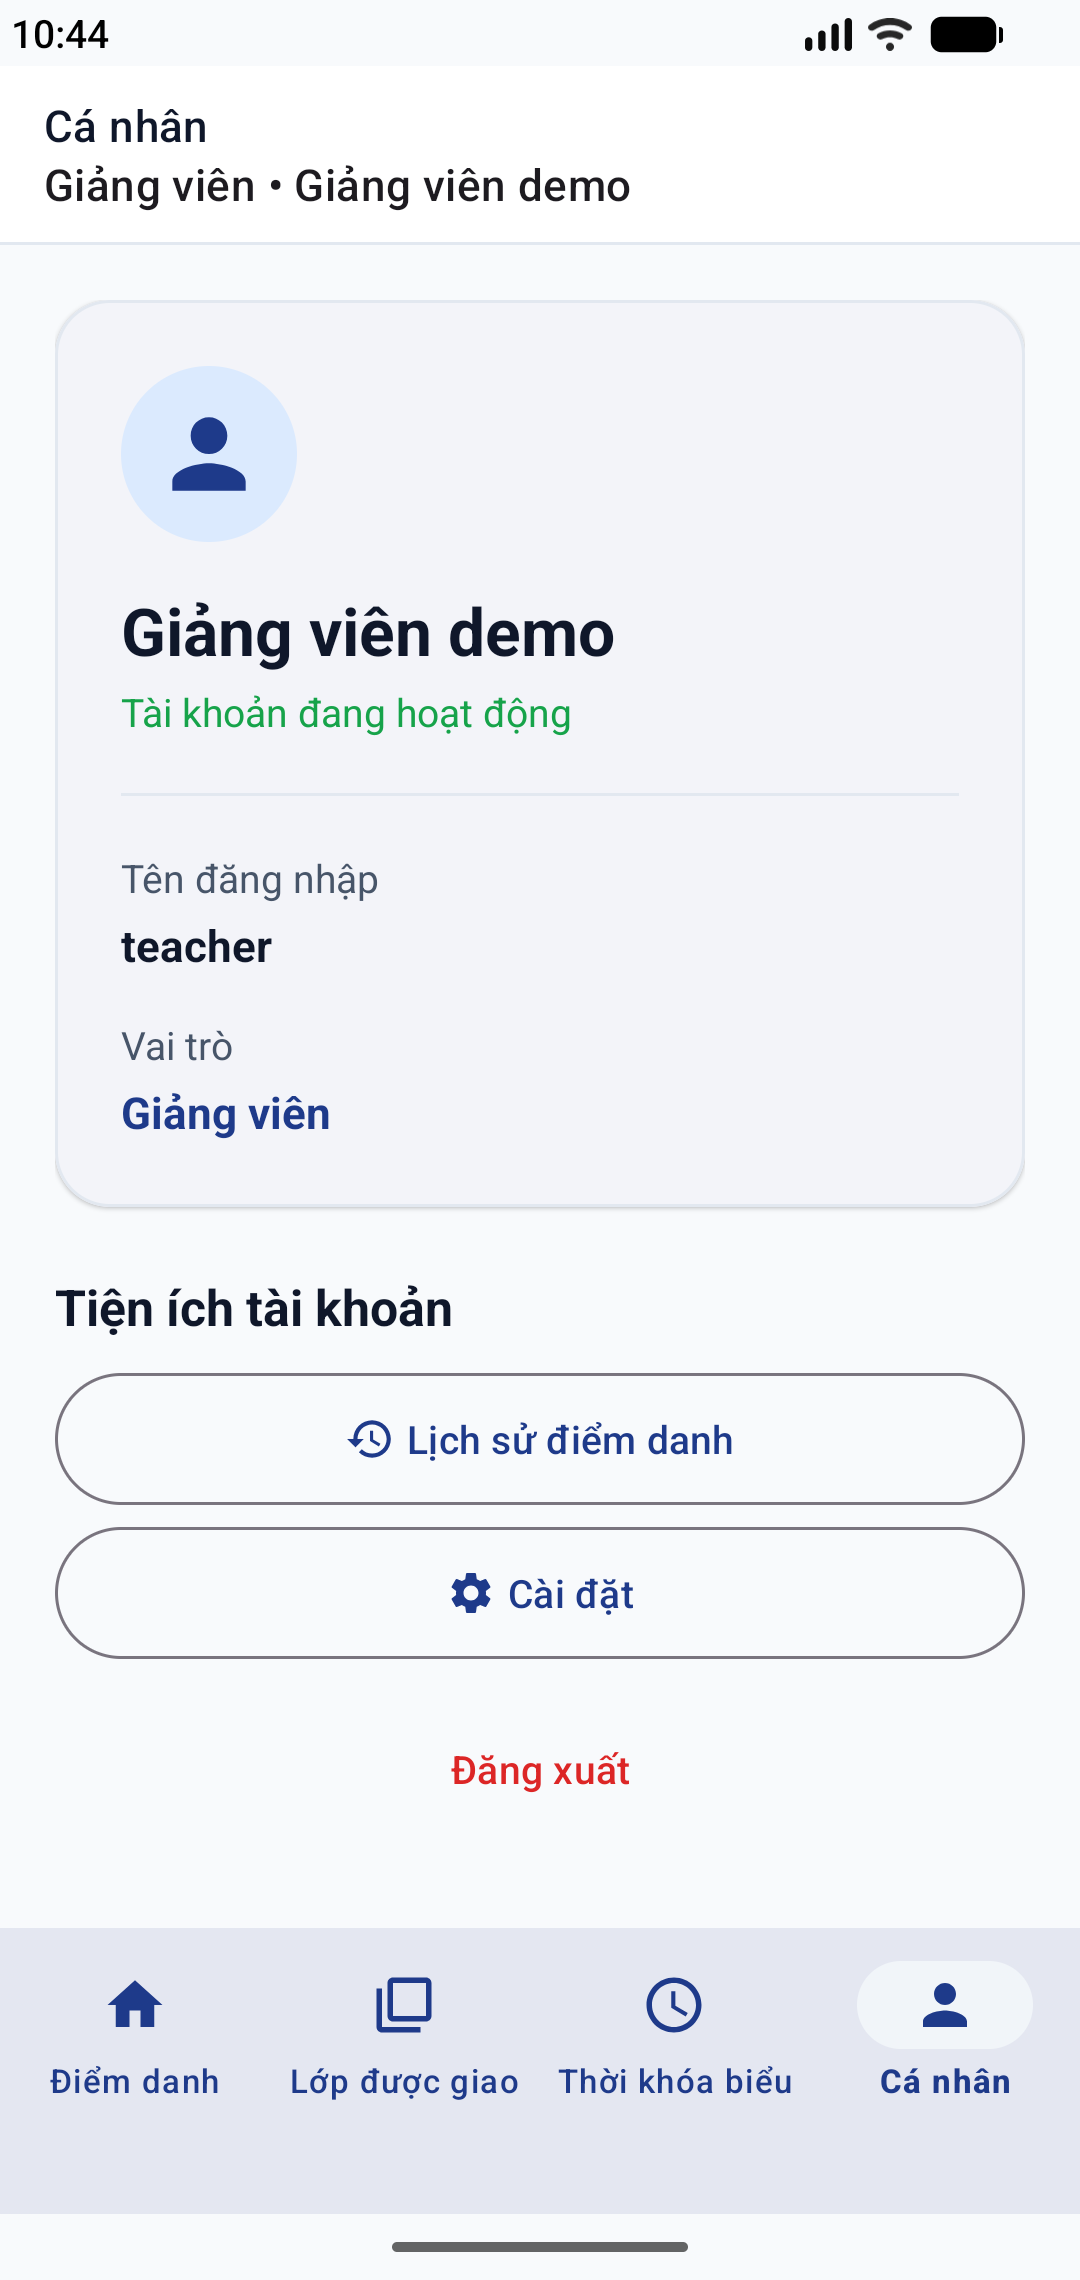 10:44
Cá nhân
Giảng viên • Giảng viên demo
Giảng viên demo
Tài khoản đang hoạt động
Tên đăng nhập
teacher
Vai trò
Giảng viên
Tiện ích tài khoản
Lịch sử điểm danh
Cài đặt
Đăng xuất
Điểm danh
Lớp được giao
Thời khóa biểu
Cá nhân